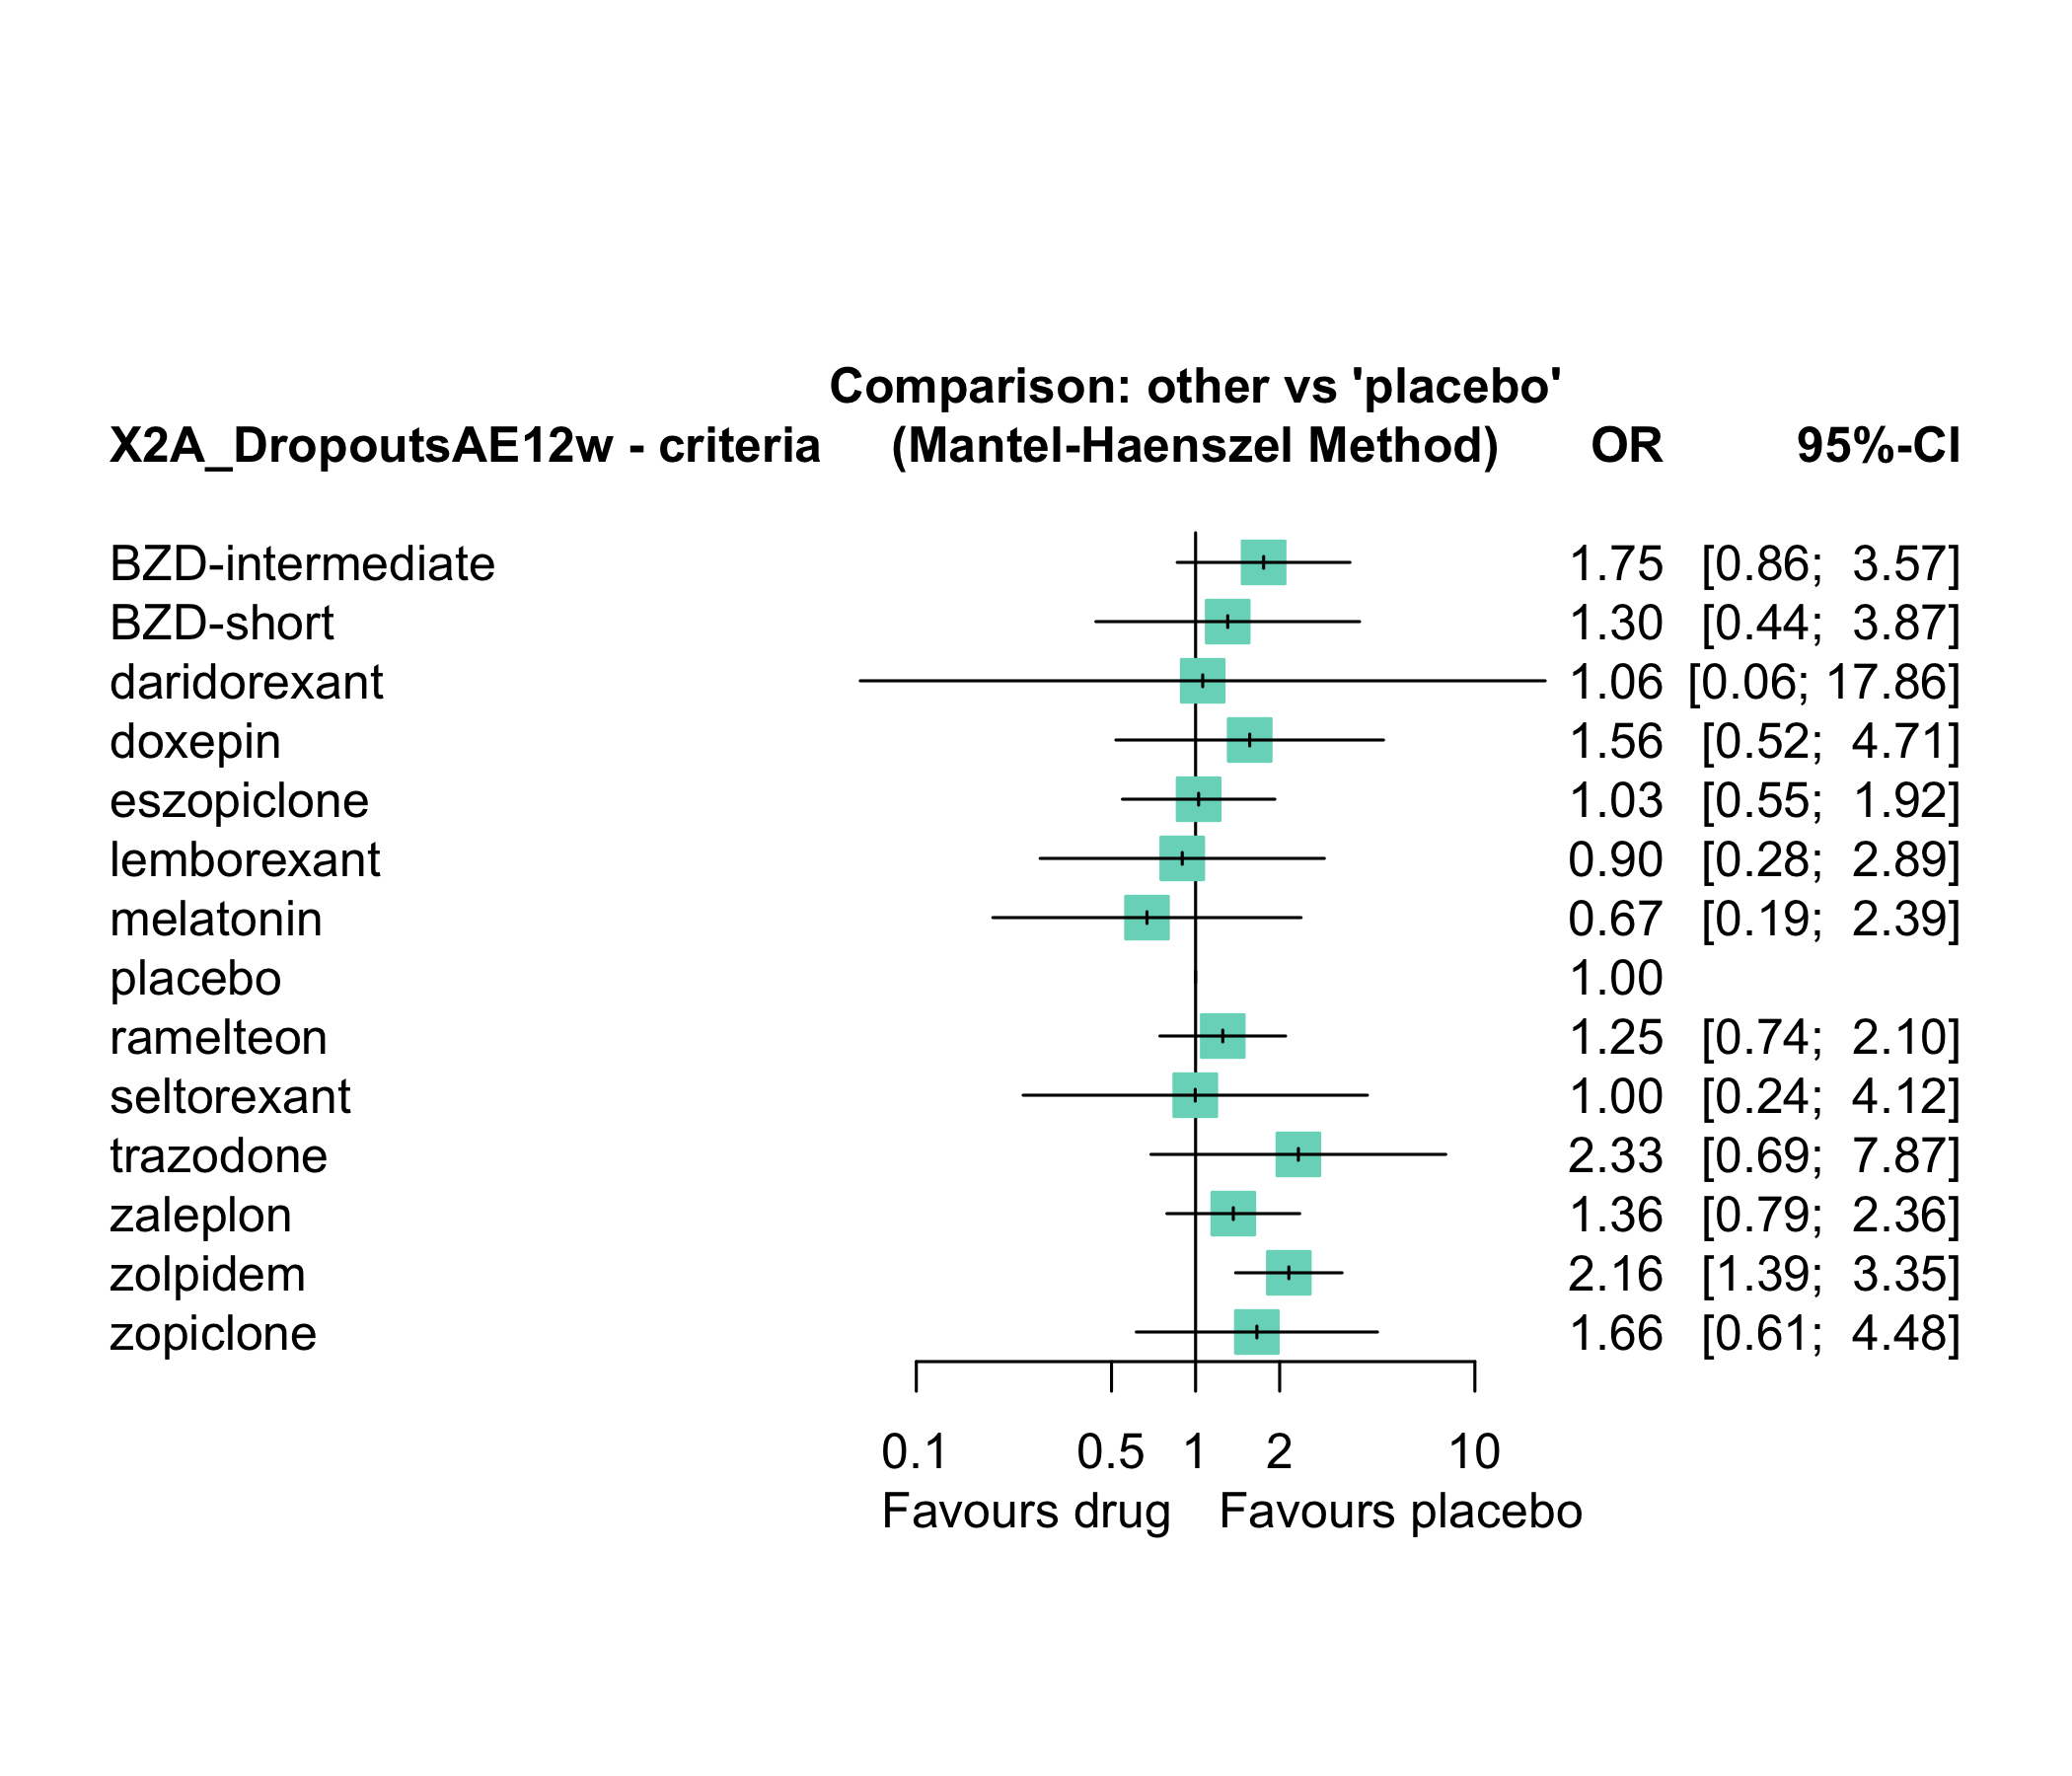 Comparison: other vs 'placebo'
X2A_DropoutsAE12w - criteria (Mantel-Haenszel Method) OR 95%-CI
BZD-intermediate 1.75 [0.86; 3.57]
BZD-short 1.30 [0.44; 3.87]
daridorexant 1.06 [0.06; 17.86]
doxepin 1.56 [0.52; 4.71]
eszopiclone 1.03 [0.55; 1.92]
lemborexant 0.90 [0.28; 2.89]
melatonin 0.67 [0.19; 2.39]
placebo 1.00
ramelteon 1.25 [0.74; 2.10]
seltorexant 1.00 [0.24; 4.12]
trazodone 2.33 [0.69; 7.87]
zaleplon 1.36 [0.79; 2.36]
zolpidem 2.16 [1.39; 3.35]
zopiclone 1.66 [0.61; 4.48]
0.1 0.5 1 2 10
Favours drug Favours placebo